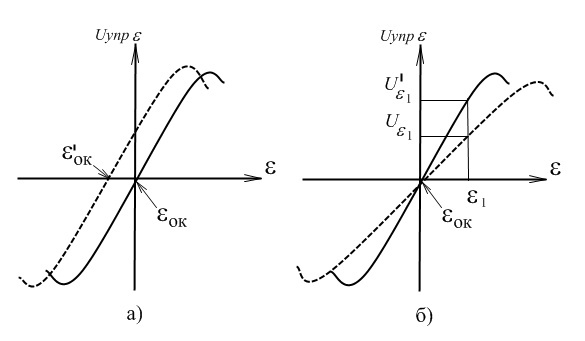 Uупр ε
ε'ок
ε
εок
а)
Uупр ε
U'ε1
Uε1
ε
ε1
εок
б)